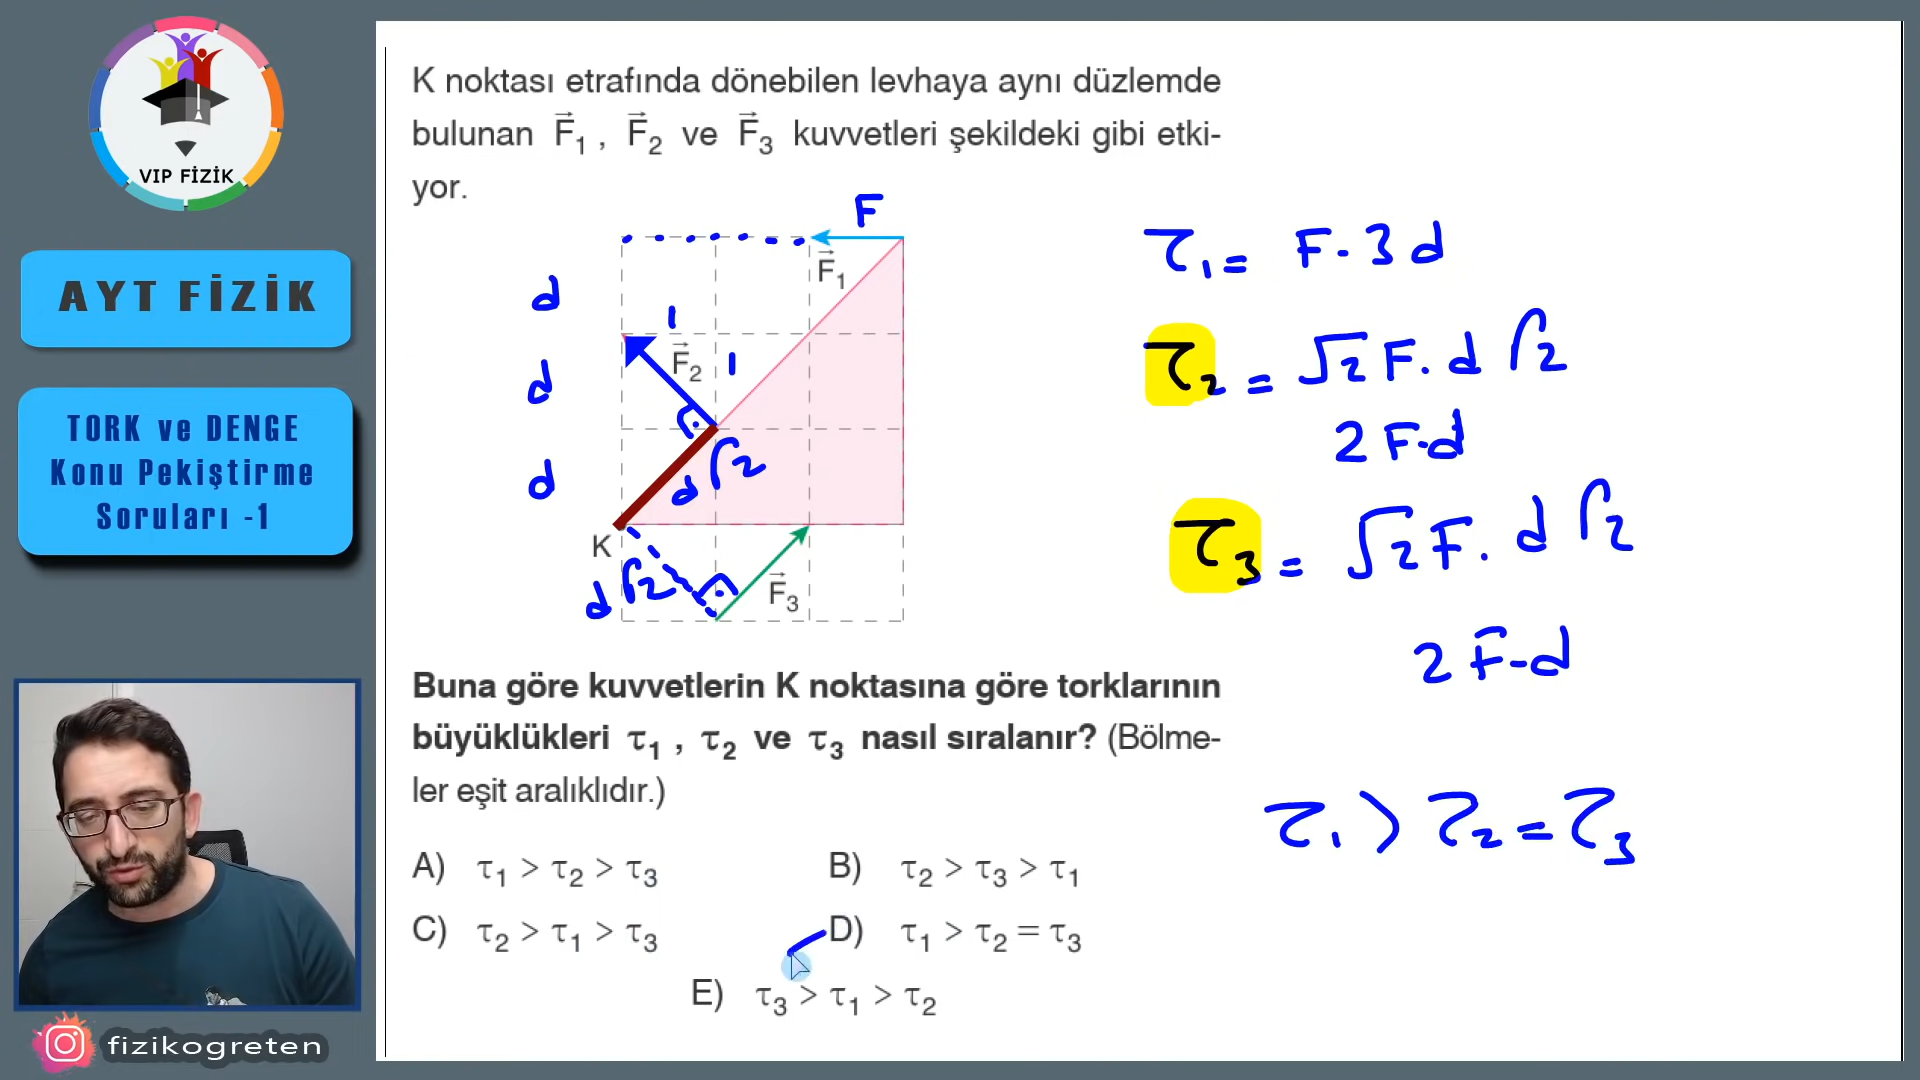 VIP FİZİK
AYT FİZİK
TORK ve DENGE
Konu Pekiştirme
Soruları -1
fizikogreten
K noktası etrafında dönebilen levhaya aynı düzlemde
bulunan F⃗₁ , F⃗₂ ve F⃗₃ kuvvetleri şekildeki gibi etki-
yor.
F
F⃗₁
d
1
F⃗₂ 1
d
d√2
d
K
d√2
F⃗₃
τ₁ = F . 3d
τ₂ = √2 F . d√2
2 F . d
τ₃ = √2 F . d√2
2 F . d
τ₁ > τ₂ = τ₃
Buna göre kuvvetlerin K noktasına göre torklarının
büyüklükleri τ₁ , τ₂ ve τ₃ nasıl sıralanır? (Bölme-
ler eşit aralıklıdır.)
A) τ₁ > τ₂ > τ₃ B) τ₂ > τ₃ > τ₁
C) τ₂ > τ₁ > τ₃ D) τ₁ > τ₂ = τ₃
E) τ₃ > τ₁ > τ₂